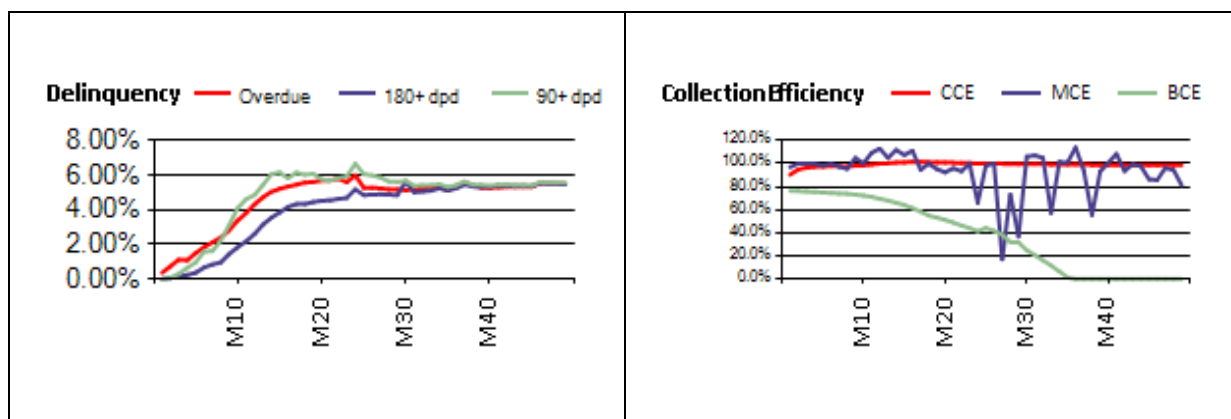 Delinquency Overdue 180+ dpd 90+ dpd
8.00%
6.00%
4.00%
2.00%
0.00%
M10
M20
M30
M40
Collection Efficiency CCE MCE BCE
120.0%
100.0%
80.0%
60.0%
40.0%
20.0%
0.0%
M10
M20
M30
M40